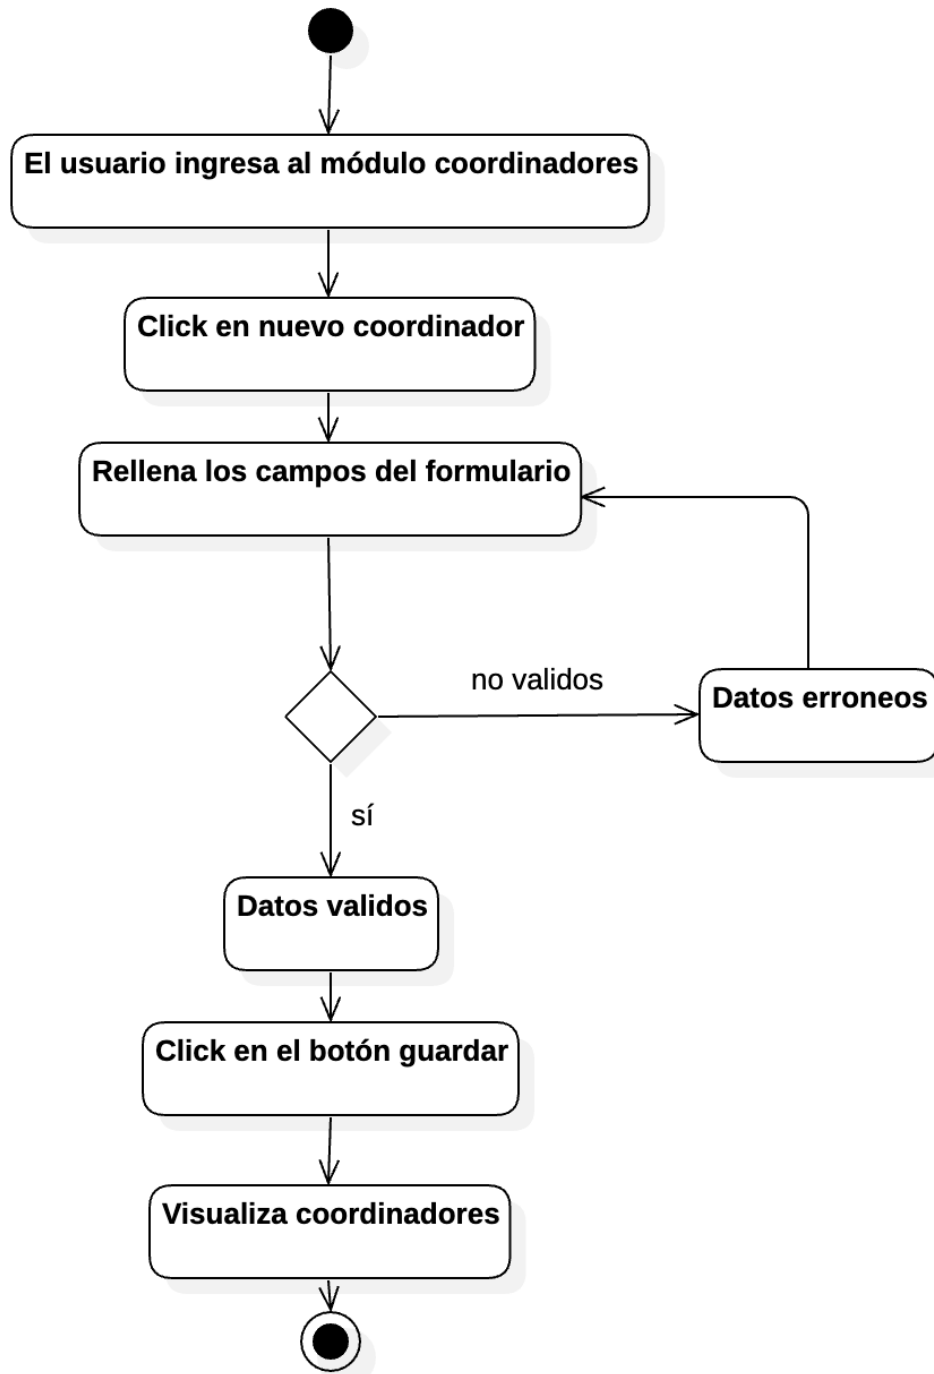 El usuario ingresa al módulo coordinadores
Click en nuevo coordinador
Rellena los campos del formulario
no validos
Datos erroneos
sí
Datos validos
Click en el botón guardar
Visualiza coordinadores